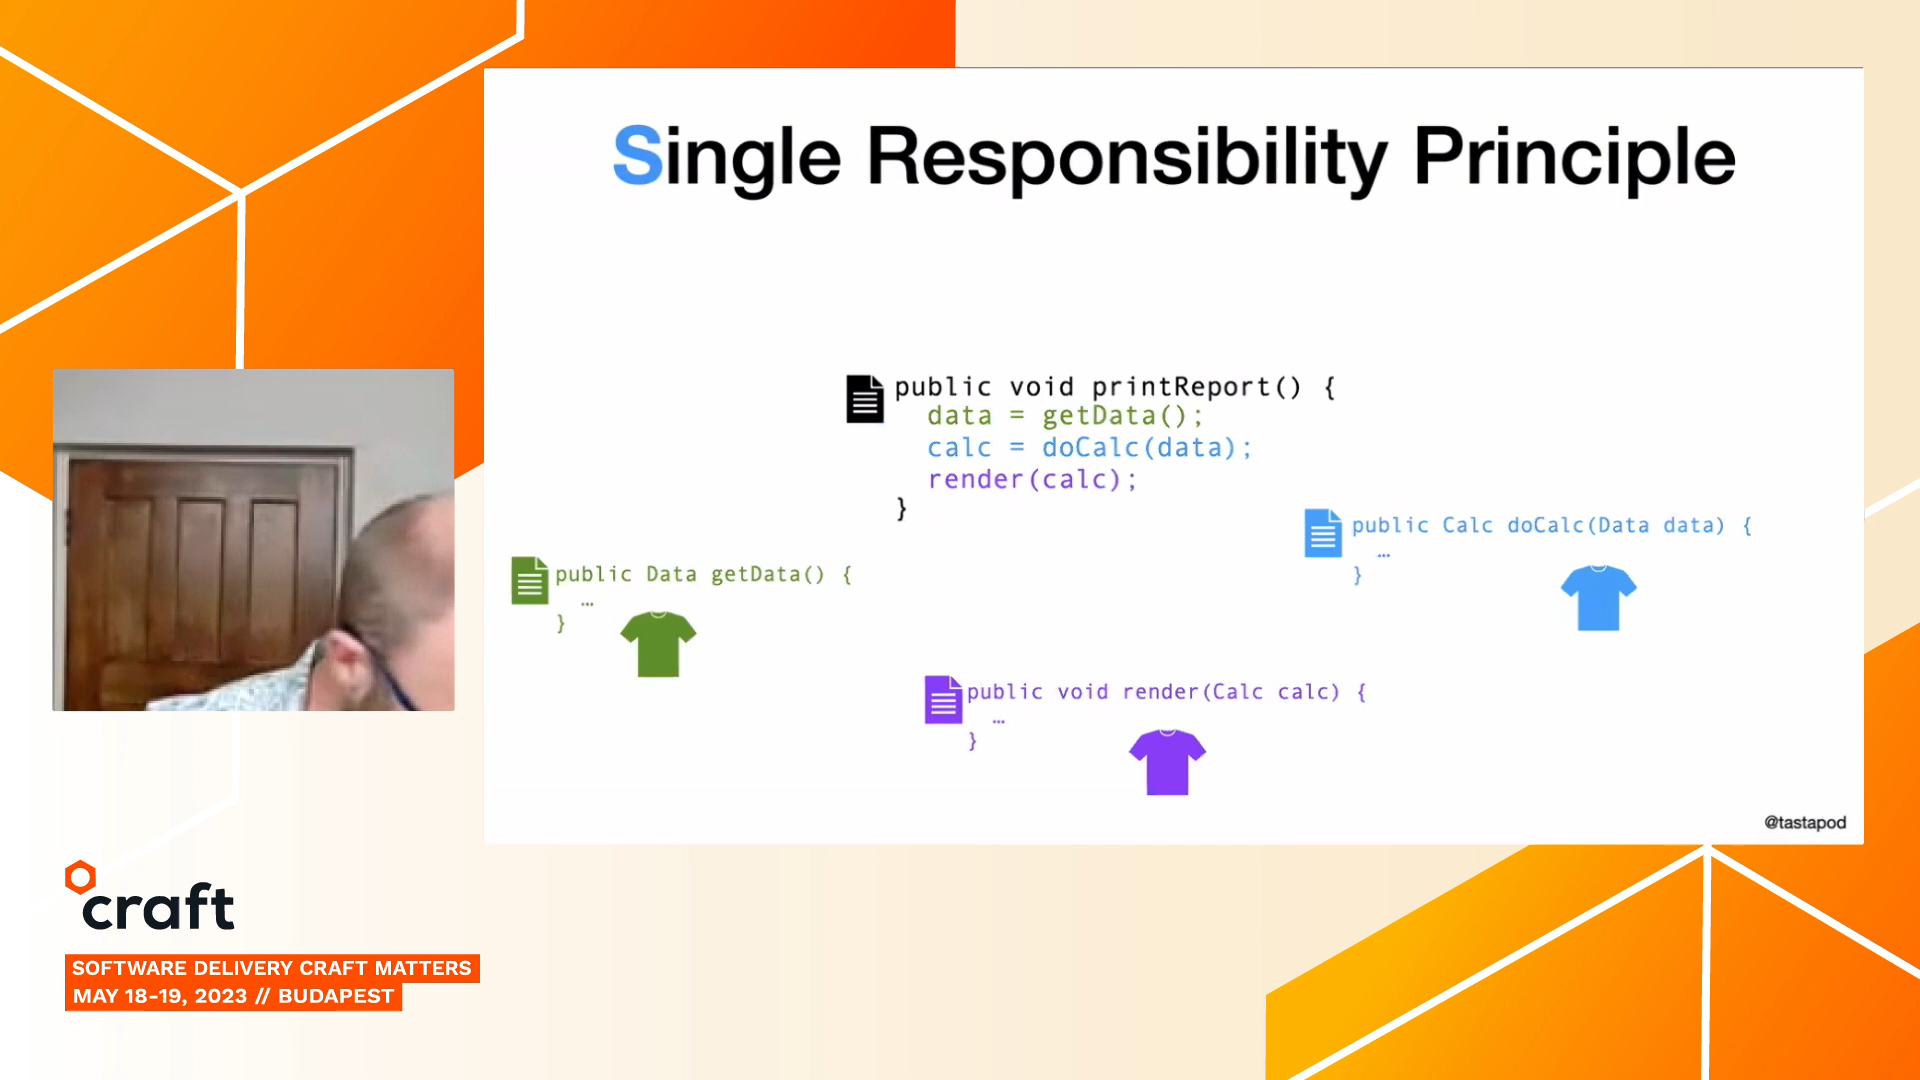 Single Responsibility Principle
public void printReport() {
data = getData();
calc = doCalc(data);
render(calc);
}
public Calc doCalc(Data data) {
…
}
public Data getData() {
…
}
public void render(Calc calc) {
…
}
@tastapod
craft
SOFTWARE DELIVERY CRAFT MATTERS
MAY 18-19, 2023 // BUDAPEST